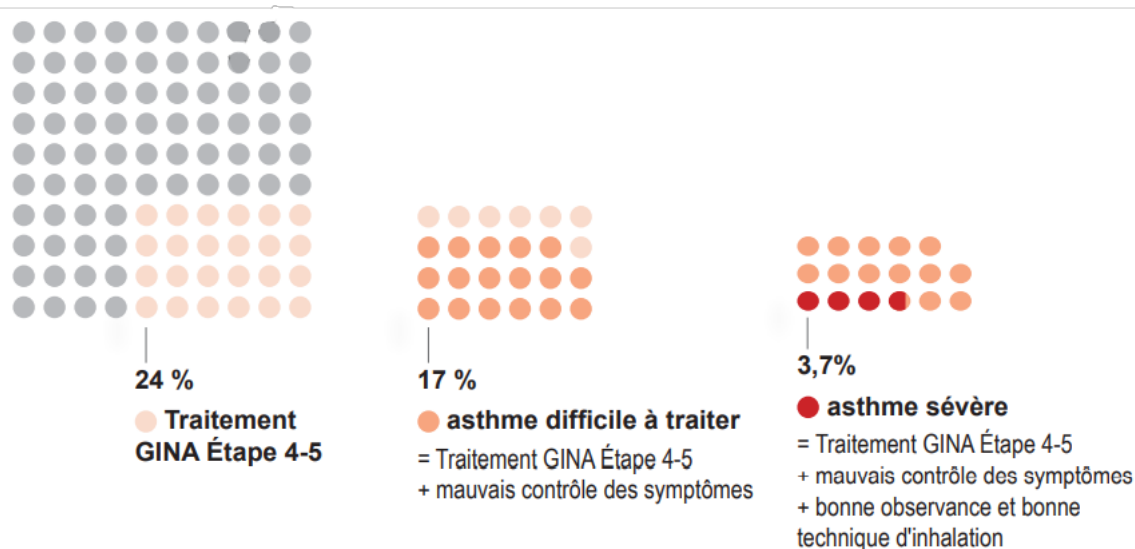 24 %
Traitement
GINA Étape 4-5
17 %
asthme difficile à traiter
= Traitement GINA Étape 4-5
+ mauvais contrôle des symptômes
3,7%
asthme sévère
= Traitement GINA Étape 4-5
+ mauvais contrôle des symptômes
+ bonne observance et bonne
technique d'inhalation